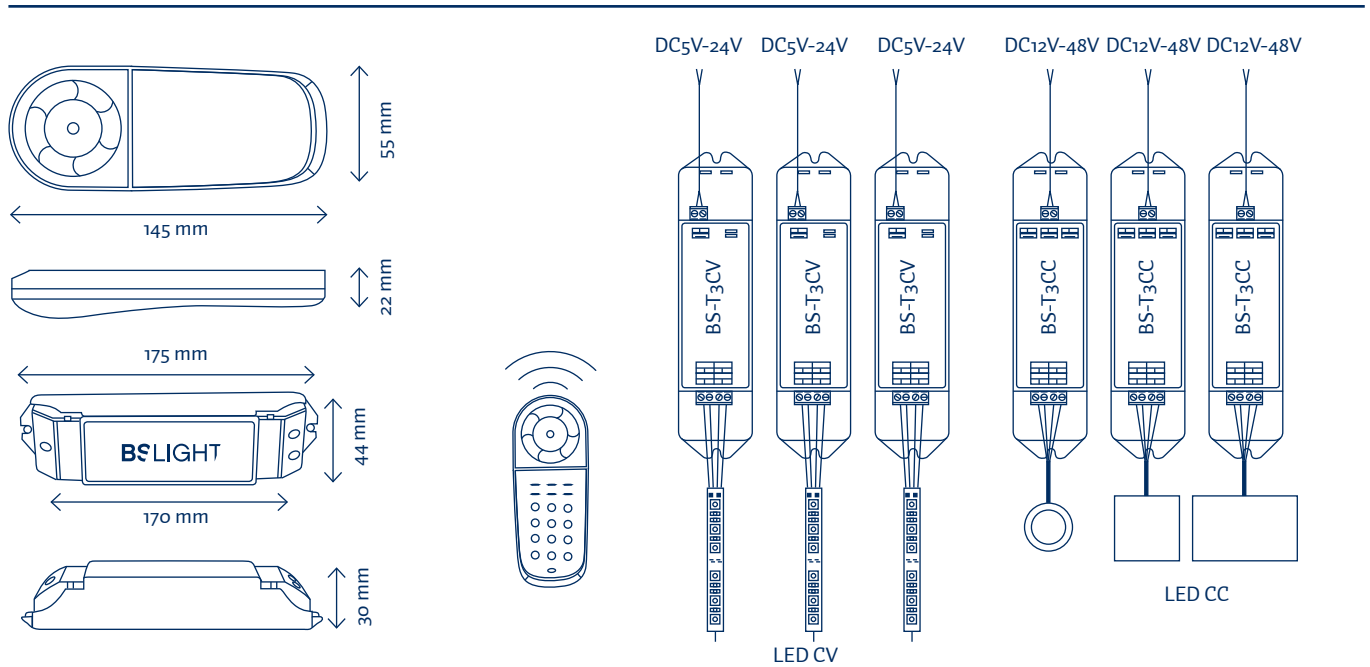 DC5V-24V DC5V-24V DC5V-24V DC12V-48V DC12V-48V DC12V-48V
55 mm
145 mm
22 mm
175 mm
BSLIGHT
44 mm
170 mm
30 mm
BS-T3CV
BS-T3CV
BS-T3CV
BS-T3CC
BS-T3CC
BS-T3CC
LED CC
LED CV